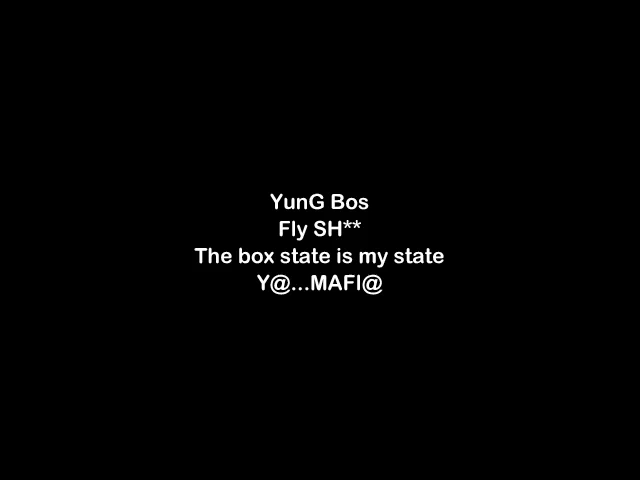 YunG Bos
Fly SH**
The box state is my state
Y@...MAFI@